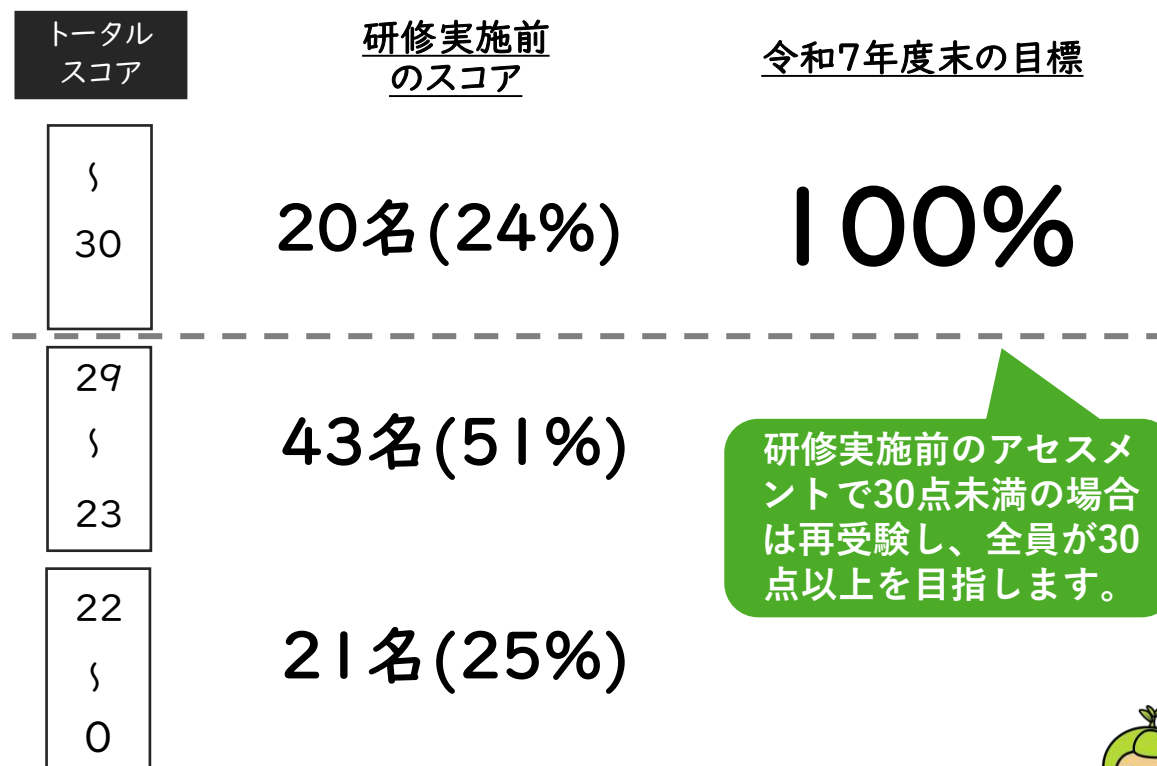 トータル
スコア
研修実施前
のスコア
令和7年度末の目標
〜
30
20名(24%)
100%
29
〜
23
43名(51%)
研修実施前のアセスメ
ントで30点未満の場合
は再受験し、全員が30
点以上を目指します。
22
〜
0
21名(25%)